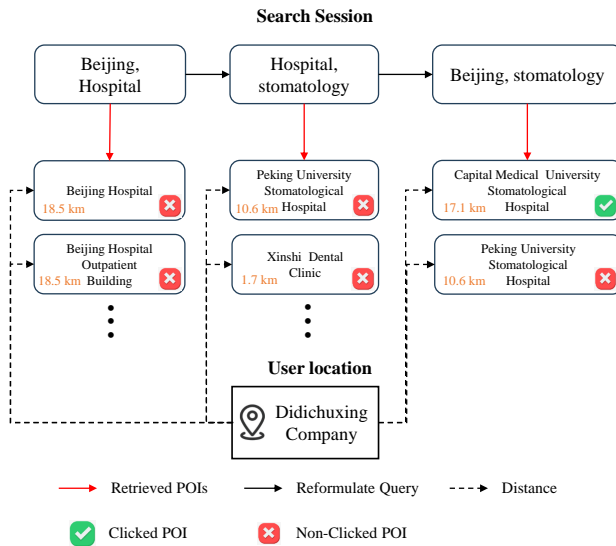 Search Session
Beijing,
Hospital
Hospital,
stomatology
Beijing, stomatology
Beijing Hospital
18.5 km
Peking University
Stomatological
10.6 km Hospital
Capital Medical University
Stomatological
17.1 km Hospital
Beijing Hospital
Outpatient
18.5 km Building
Xinshi Dental
Clinic
1.7 km
Peking University
Stomatological
10.6 km Hospital
User location
Didichuxing
Company
Retrieved POIs
Reformulate Query
Distance
Clicked POI
Non-Clicked POI